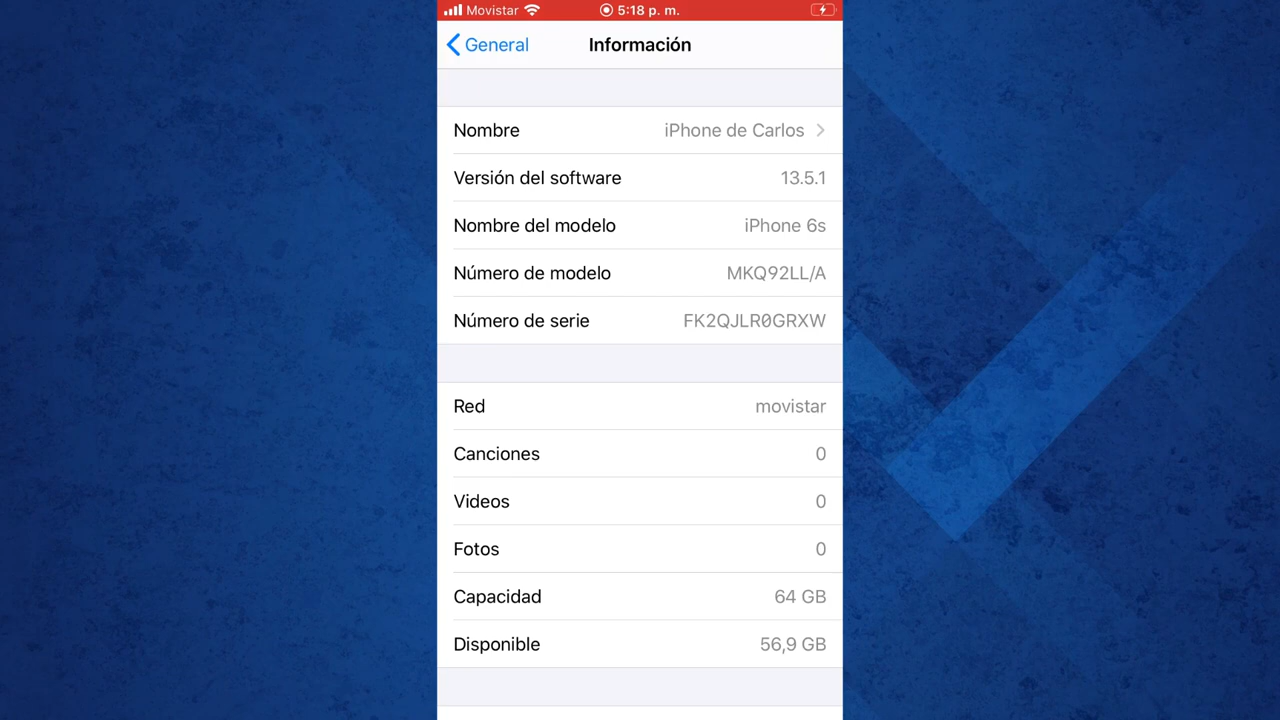 Movistar 5:18 p. m.
General Información
Nombre iPhone de Carlos
Versión del software 13.5.1
Nombre del modelo iPhone 6s
Número de modelo MKQ92LL/A
Número de serie FK2QJLR0GRXW
Red movistar
Canciones 0
Videos 0
Fotos 0
Capacidad 64 GB
Disponible 56,9 GB